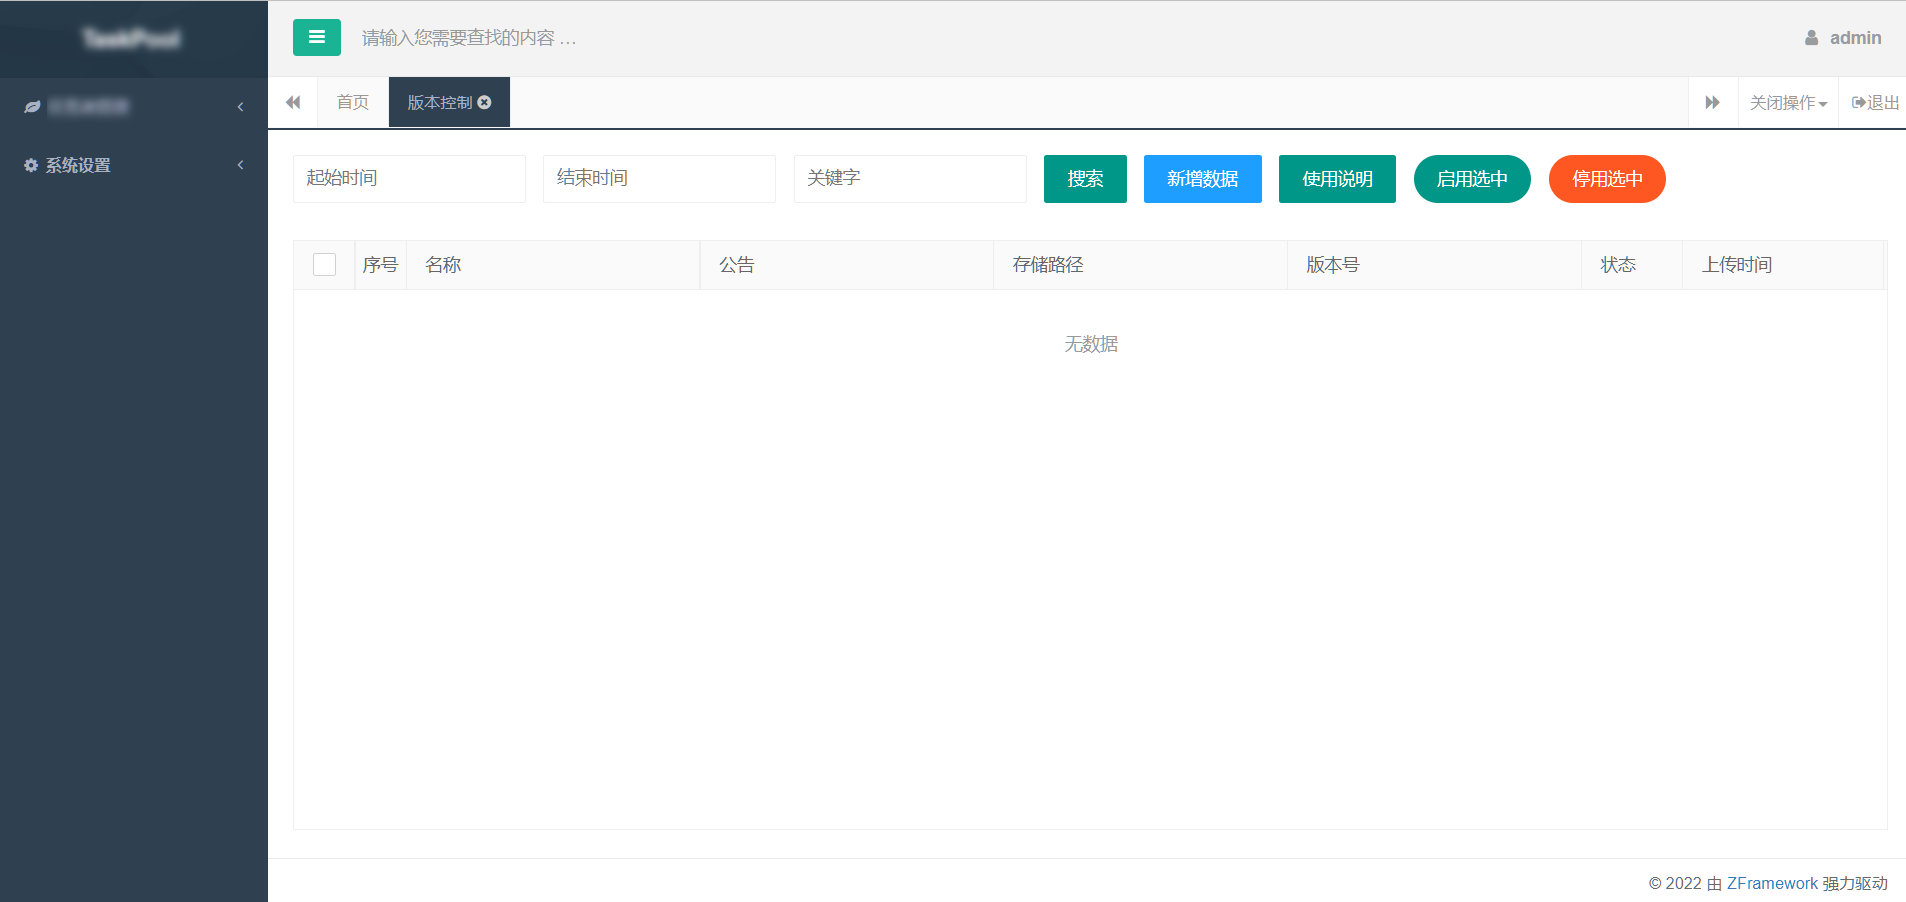 TaskPool
请输入您需要查找的内容 …
admin
首页
版本控制
关闭操作
退出
系统设置
起始时间
结束时间
关键字
搜索
新增数据
使用说明
启用选中
停用选中
序号
名称
公告
存储路径
版本号
状态
上传时间
无数据
© 2022 由 ZFramework 强力驱动